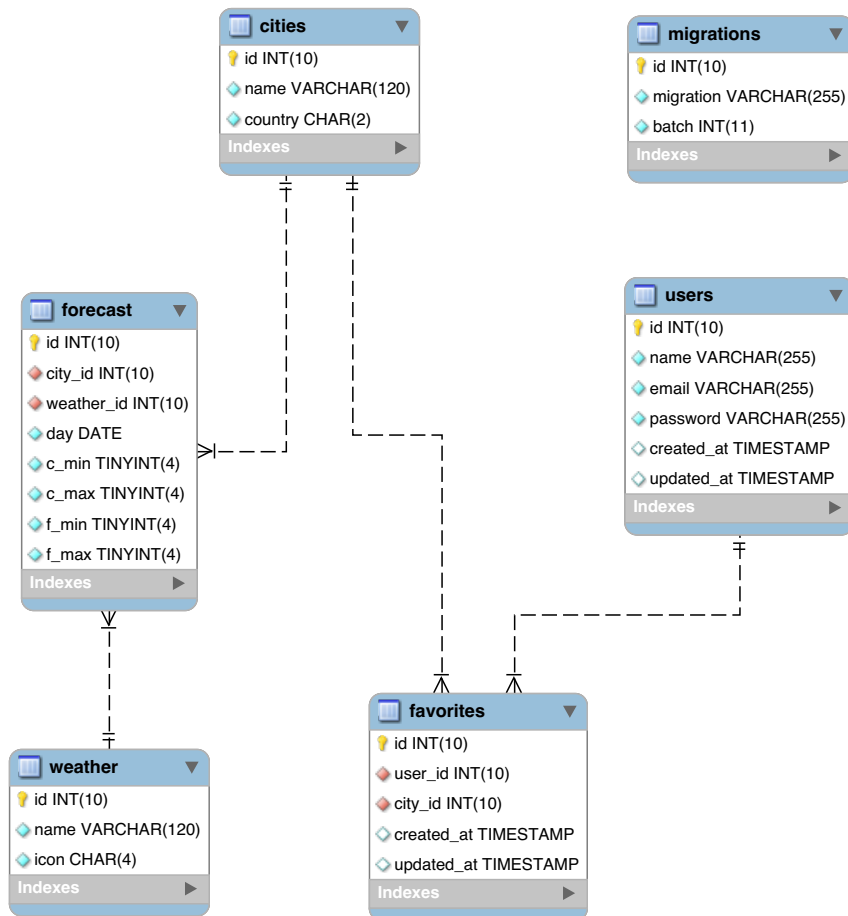 cities
id INT(10)
name VARCHAR(120)
country CHAR(2)
Indexes
migrations
id INT(10)
migration VARCHAR(255)
batch INT(11)
Indexes
forecast
id INT(10)
city_id INT(10)
weather_id INT(10)
day DATE
c_min TINYINT(4)
c_max TINYINT(4)
f_min TINYINT(4)
f_max TINYINT(4)
Indexes
users
id INT(10)
name VARCHAR(255)
email VARCHAR(255)
password VARCHAR(255)
created_at TIMESTAMP
updated_at TIMESTAMP
Indexes
weather
id INT(10)
name VARCHAR(120)
icon CHAR(4)
Indexes
favorites
id INT(10)
user_id INT(10)
city_id INT(10)
created_at TIMESTAMP
updated_at TIMESTAMP
Indexes